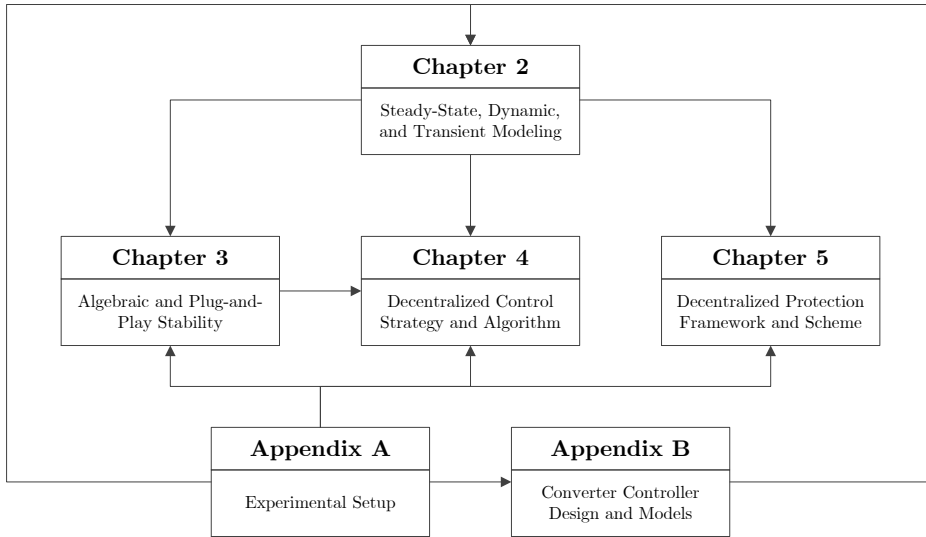 Chapter 2
Steady-State, Dynamic,
and Transient Modeling
Chapter 3
Algebraic and Plug-and-
Play Stability
Chapter 4
Decentralized Control
Strategy and Algorithm
Chapter 5
Decentralized Protection
Framework and Scheme
Appendix A
Experimental Setup
Appendix B
Converter Controller
Design and Models